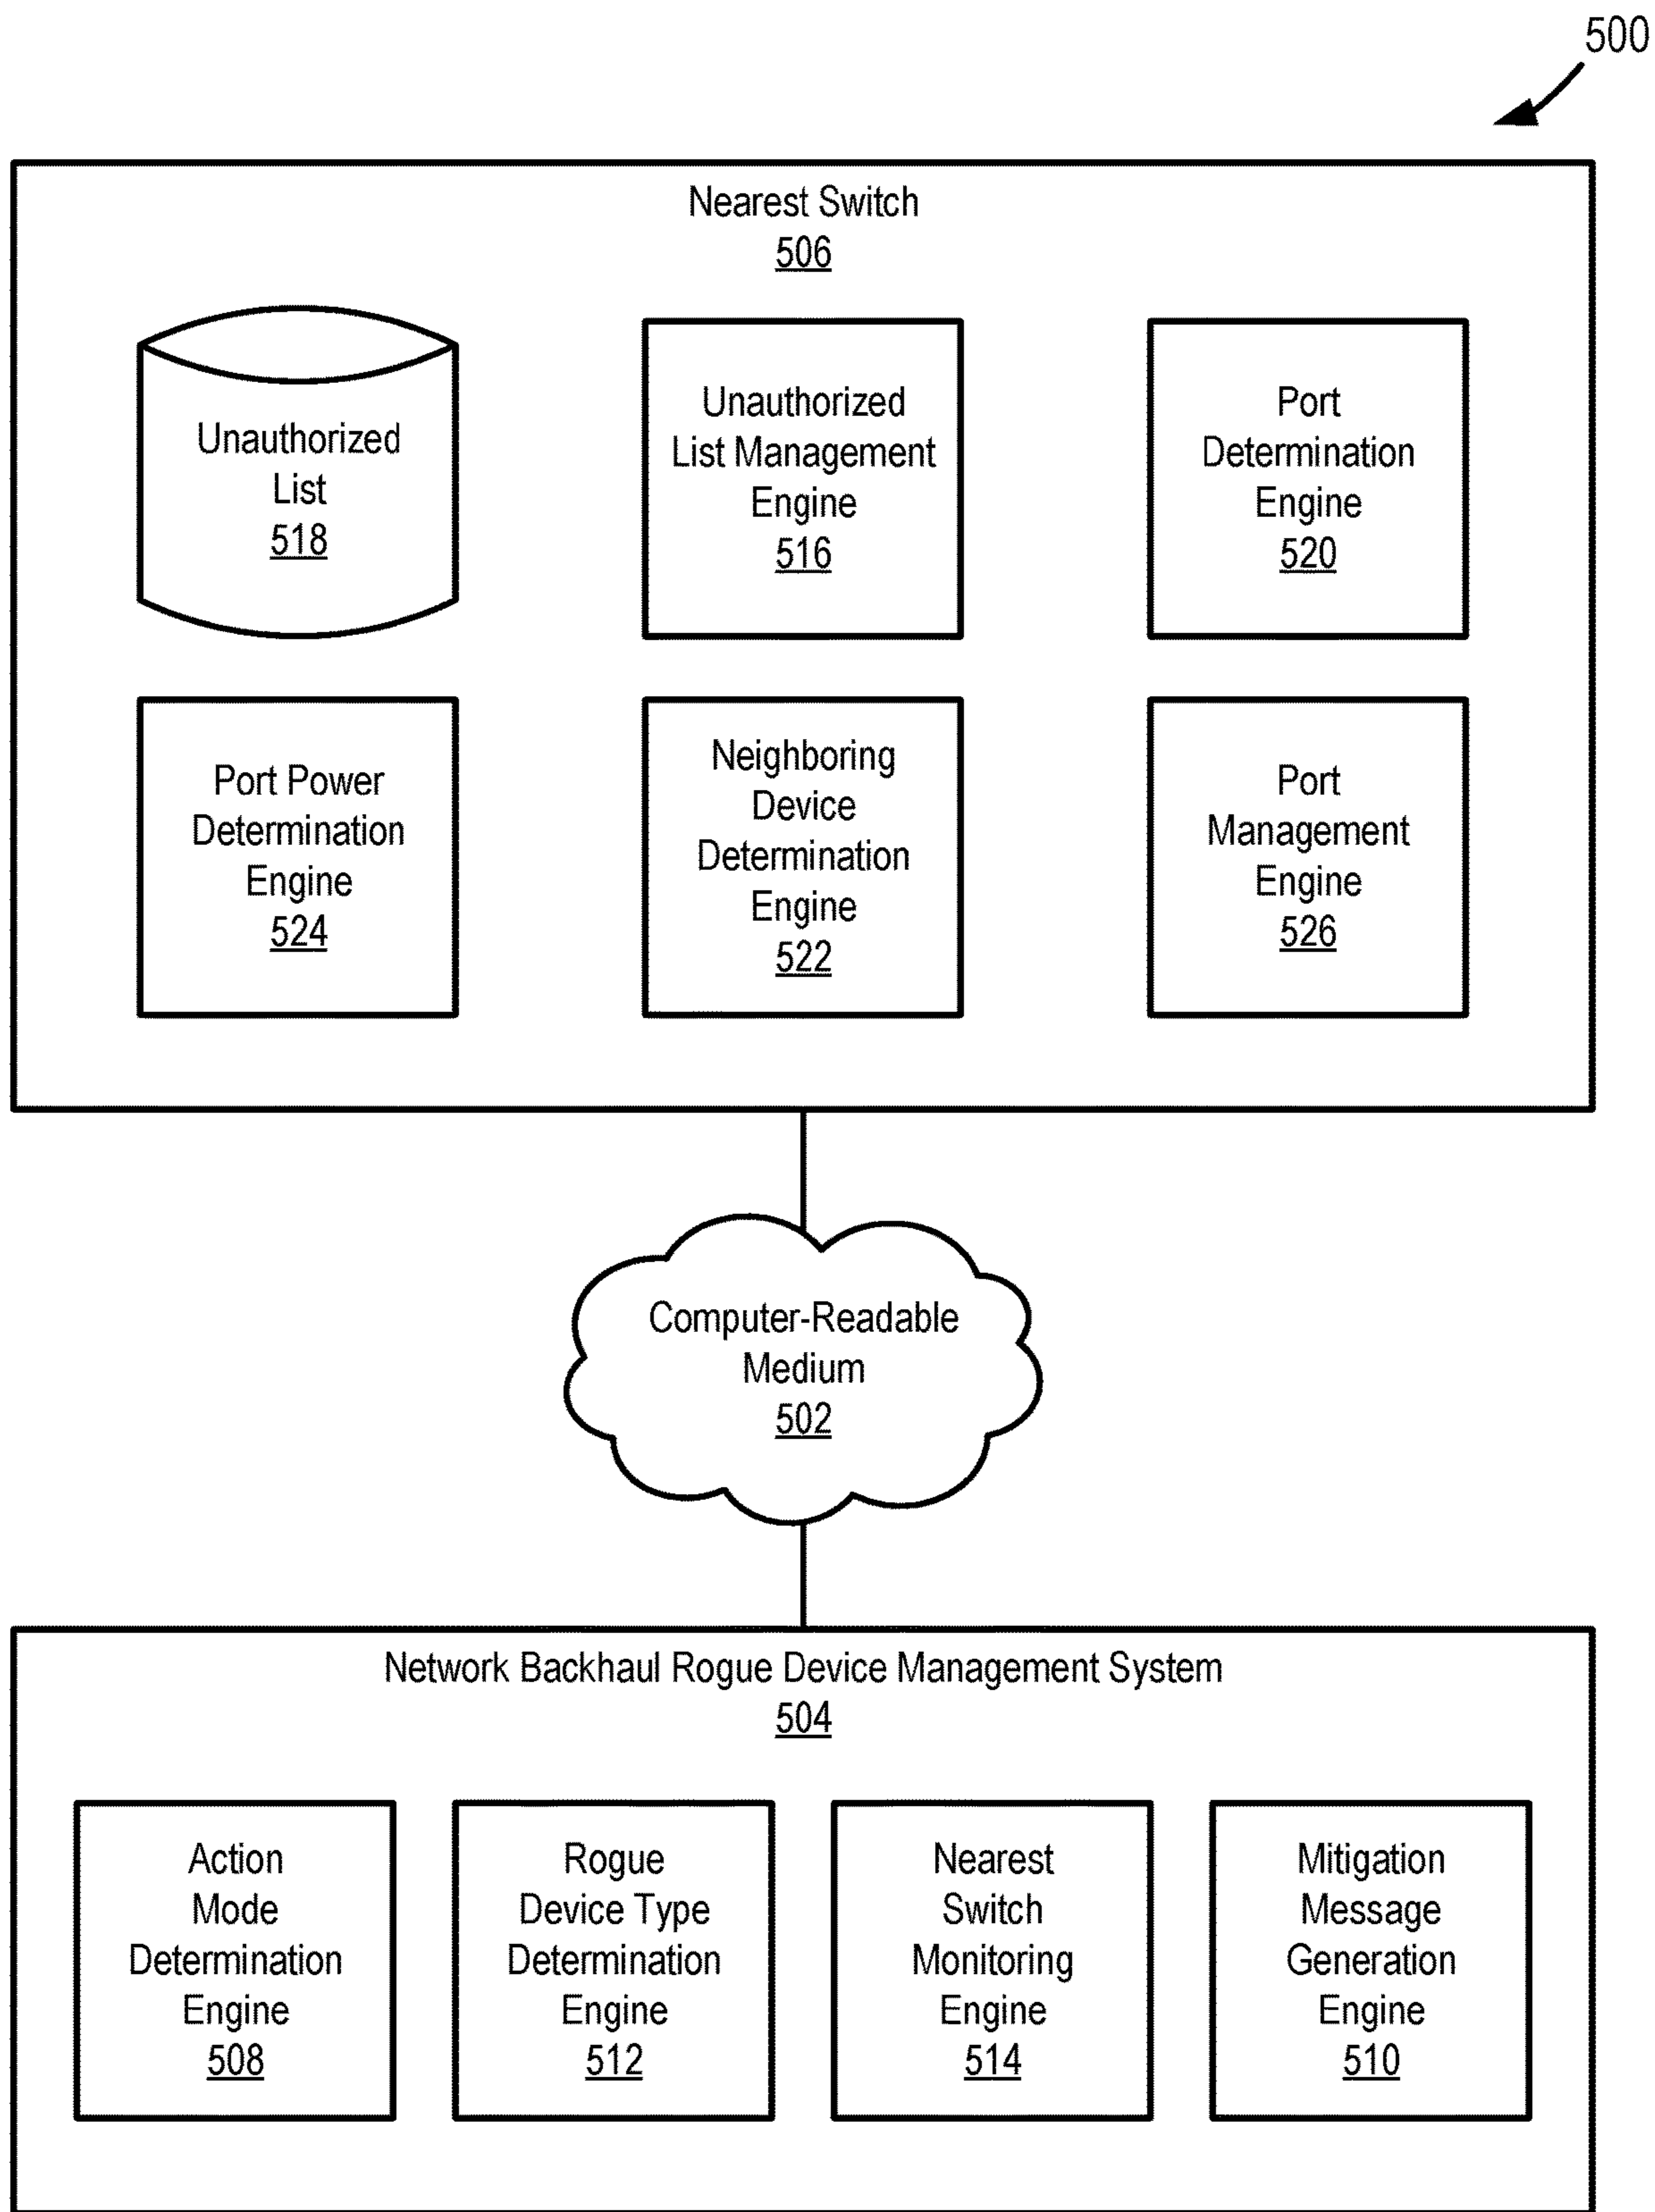 500
Nearest Switch
506
Unauthorized
List
518
Unauthorized
List Management
Engine
516
Port
Determination
Engine
520
Port Power
Determination
Engine
524
Neighboring
Device
Determination
Engine
522
Port
Management
Engine
526
Computer-Readable
Medium
502
Network Backhaul Rogue Device Management System
504
Action
Mode
Determination
Engine
508
Rogue
Device Type
Determination
Engine
512
Nearest
Switch
Monitoring
Engine
514
Mitigation
Message
Generation
Engine
510